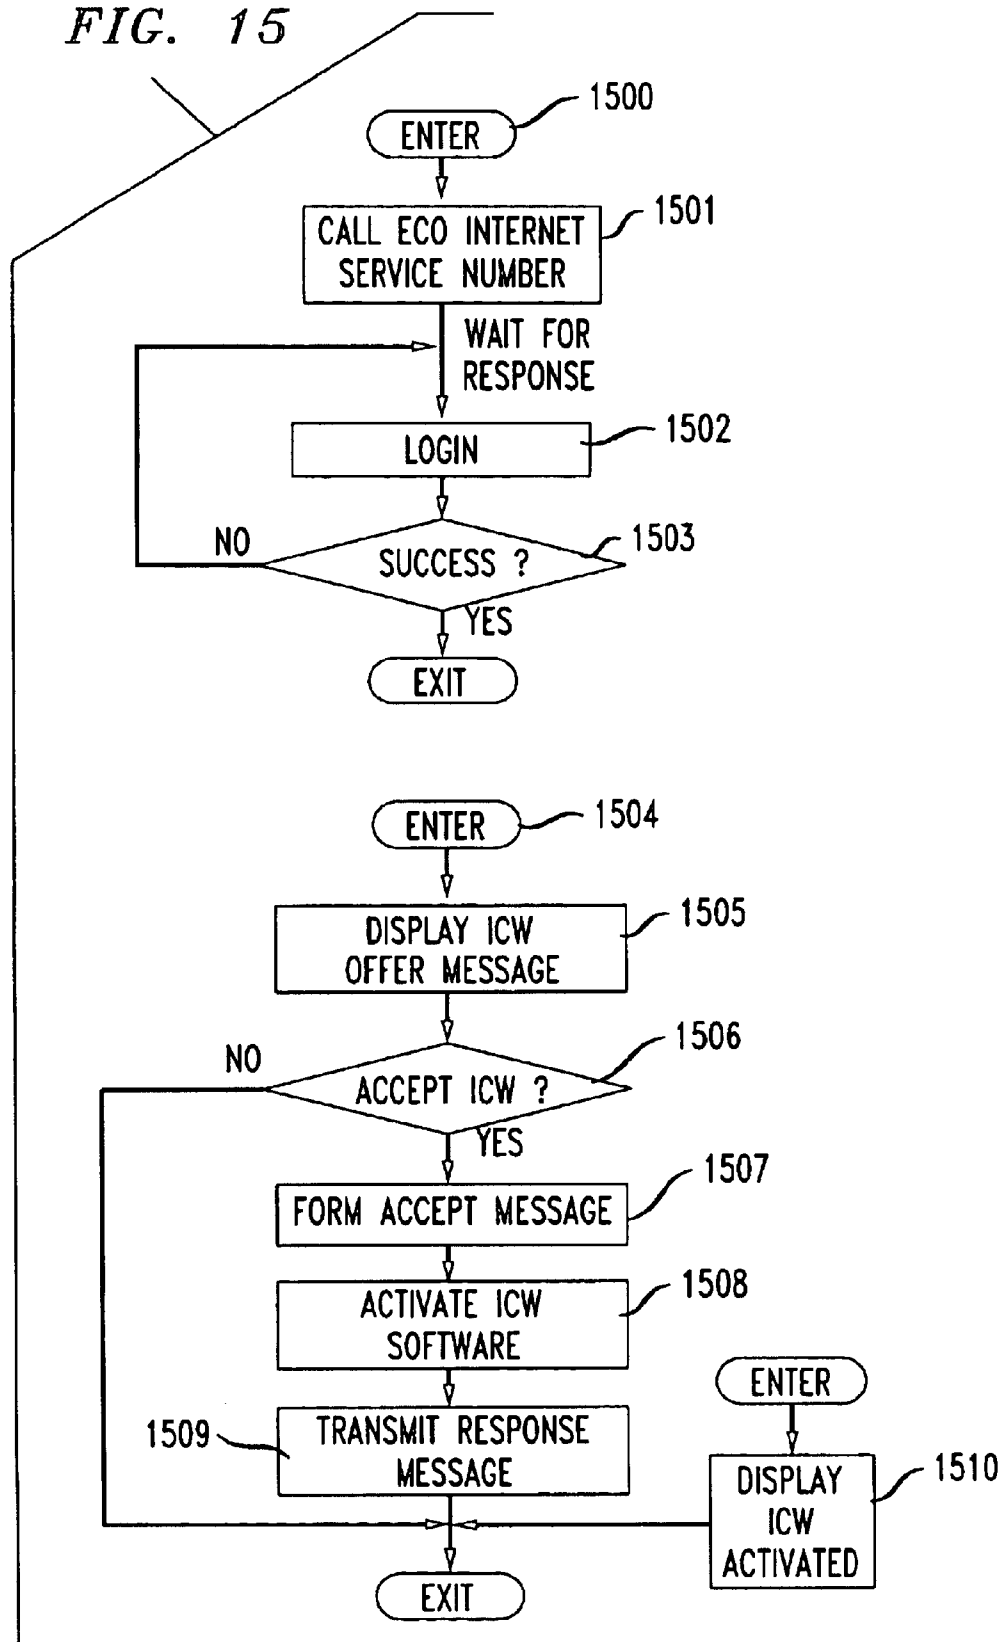 FIG. 15
ENTER
1500
CALL ECO INTERNET
SERVICE NUMBER
1501
WAIT FOR
RESPONSE
LOGIN
1502
NO
SUCCESS ?
1503
YES
EXIT
ENTER
1504
DISPLAY ICW
OFFER MESSAGE
1505
NO
ACCEPT ICW ?
1506
YES
FORM ACCEPT MESSAGE
1507
ACTIVATE ICW
SOFTWARE
1508
ENTER
1509
TRANSMIT RESPONSE
MESSAGE
DISPLAY
ICW
ACTIVATED
1510
EXIT